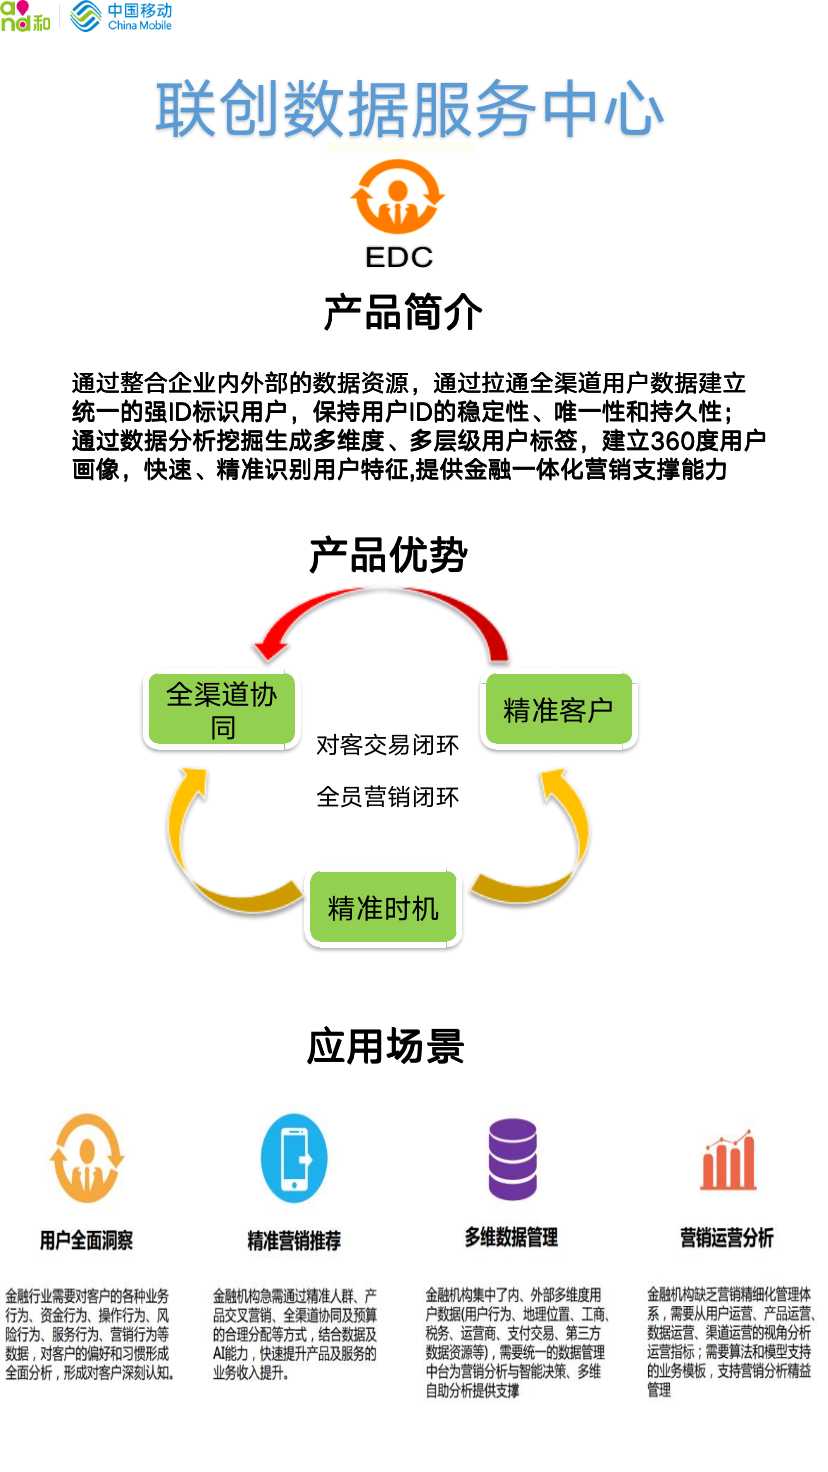 and和
中国移动
China Mobile
联创数据服务中心
EDC
产品简介
通过整合企业内外部的数据资源，通过拉通全渠道用户数据建立
统一的强ID标识用户，保持用户ID的稳定性、唯一性和持久性；
通过数据分析挖掘生成多维度、多层级用户标签，建立360度用户
画像，快速、精准识别用户特征,提供金融一体化营销支撑能力
产品优势
全渠道协
同
精准客户
对客交易闭环
全员营销闭环
精准时机
应用场景
用户全面洞察
金融行业需要对客户的各种业务
行为、资金行为、操作行为、风
险行为、服务行为、营销行为等
数据，对客户的偏好和习惯形成
全面分析，形成对客户深刻认知。
精准营销推荐
金融机构急需通过精准人群、产
品交叉营销、全渠道协同及预算
的合理分配等方式，结合数据及
AI能力，快速提升产品及服务的
业务收入提升。
多维数据管理
金融机构集中了内、外部多维度用
户数据(用户行为、地理位置、工商、
税务、运营商、支付交易、第三方
数据资源等)，需要统一的数据管理
中台为营销分析与智能决策、多维
自助分析提供支撑
营销运营分析
金融机构缺乏营销精细化管理体
系，需要从用户运营、产品运营、
数据运营、渠道运营的视角分析
运营指标；需要算法和模型支持
的业务模板，支持营销分析精益
管理